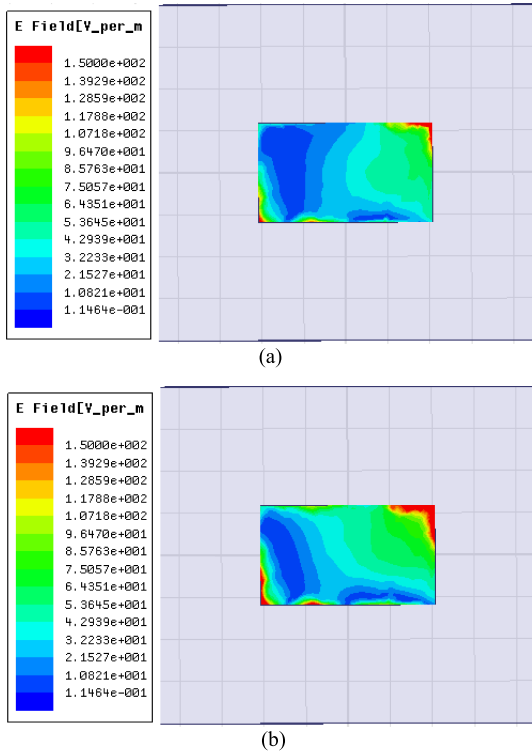 E Field[V_per_m
1.5000e+002
1.3929e+002
1.2859e+002
1.1788e+002
1.0718e+002
9.6470e+001
8.5763e+001
7.5057e+001
6.4351e+001
5.3645e+001
4.2939e+001
3.2233e+001
2.1527e+001
1.0821e+001
1.1464e-001
(a)
E Field[V_per_m
1.5000e+002
1.3929e+002
1.2859e+002
1.1788e+002
1.0718e+002
9.6470e+001
8.5763e+001
7.5057e+001
6.4351e+001
5.3645e+001
4.2939e+001
3.2233e+001
2.1527e+001
1.0821e+001
1.1464e-001
(b)